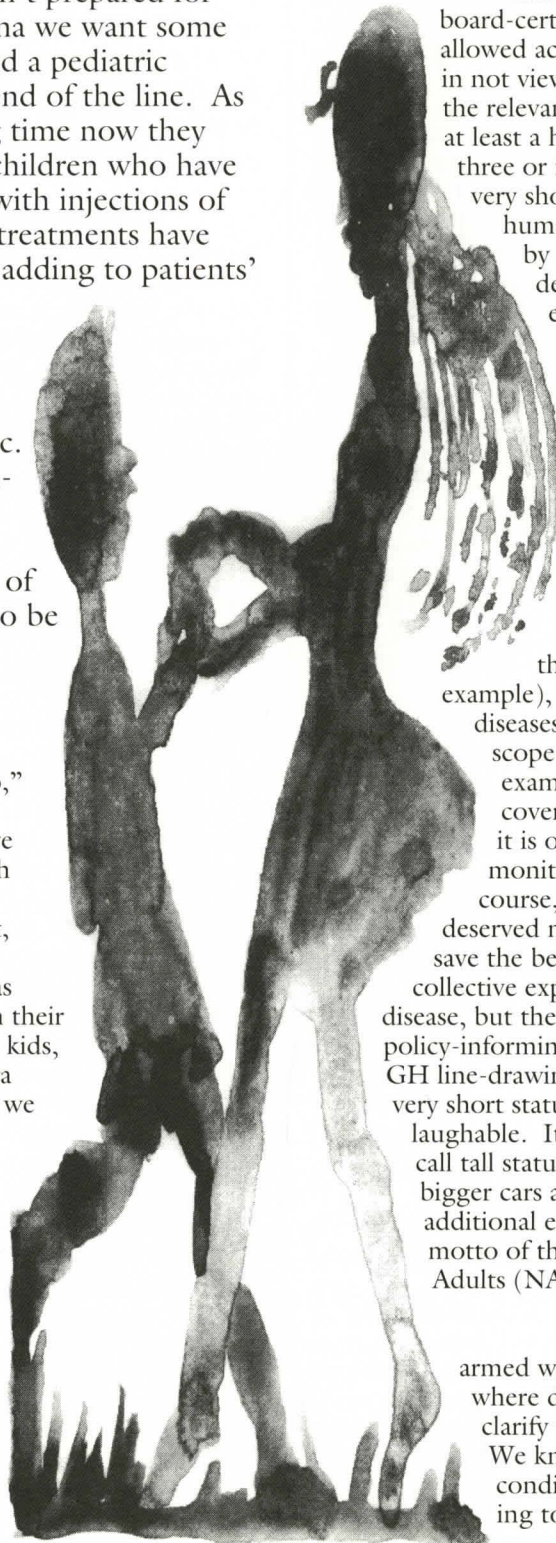 n't prepared for
na we want some
d a pediatric
nd of the line. As
g time now they
children who have
with injections of
treatments have
adding to patients'
c.
-
of
o be
o,”
ve
h
t,
as
n their
kids,
a
we
board-cert
allowed ac
in not view
the relevan
at least a h
three or
very sho
hum
by
de
e
th
example),
diseases
scope
exam
cover
it is o
monit
course,
deserved n
save the be
collective exp
disease, but the
policy-informin
GH line-drawin
very short statu
laughable. It
call tall statu
bigger cars a
additional e
motto of th
Adults (NA
armed w
where c
clarify
We kn
condi
ing to